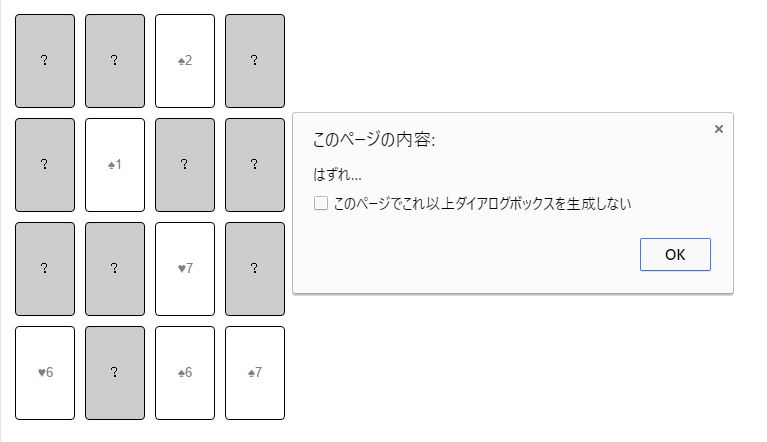 ? ? ♠2 ?
? ♠1 ? ?
? ? ♥7 ?
♥6 ? ♠6 ♠7
このページの内容:
×
はずれ...
このページでこれ以上ダイアログボックスを生成しない
OK